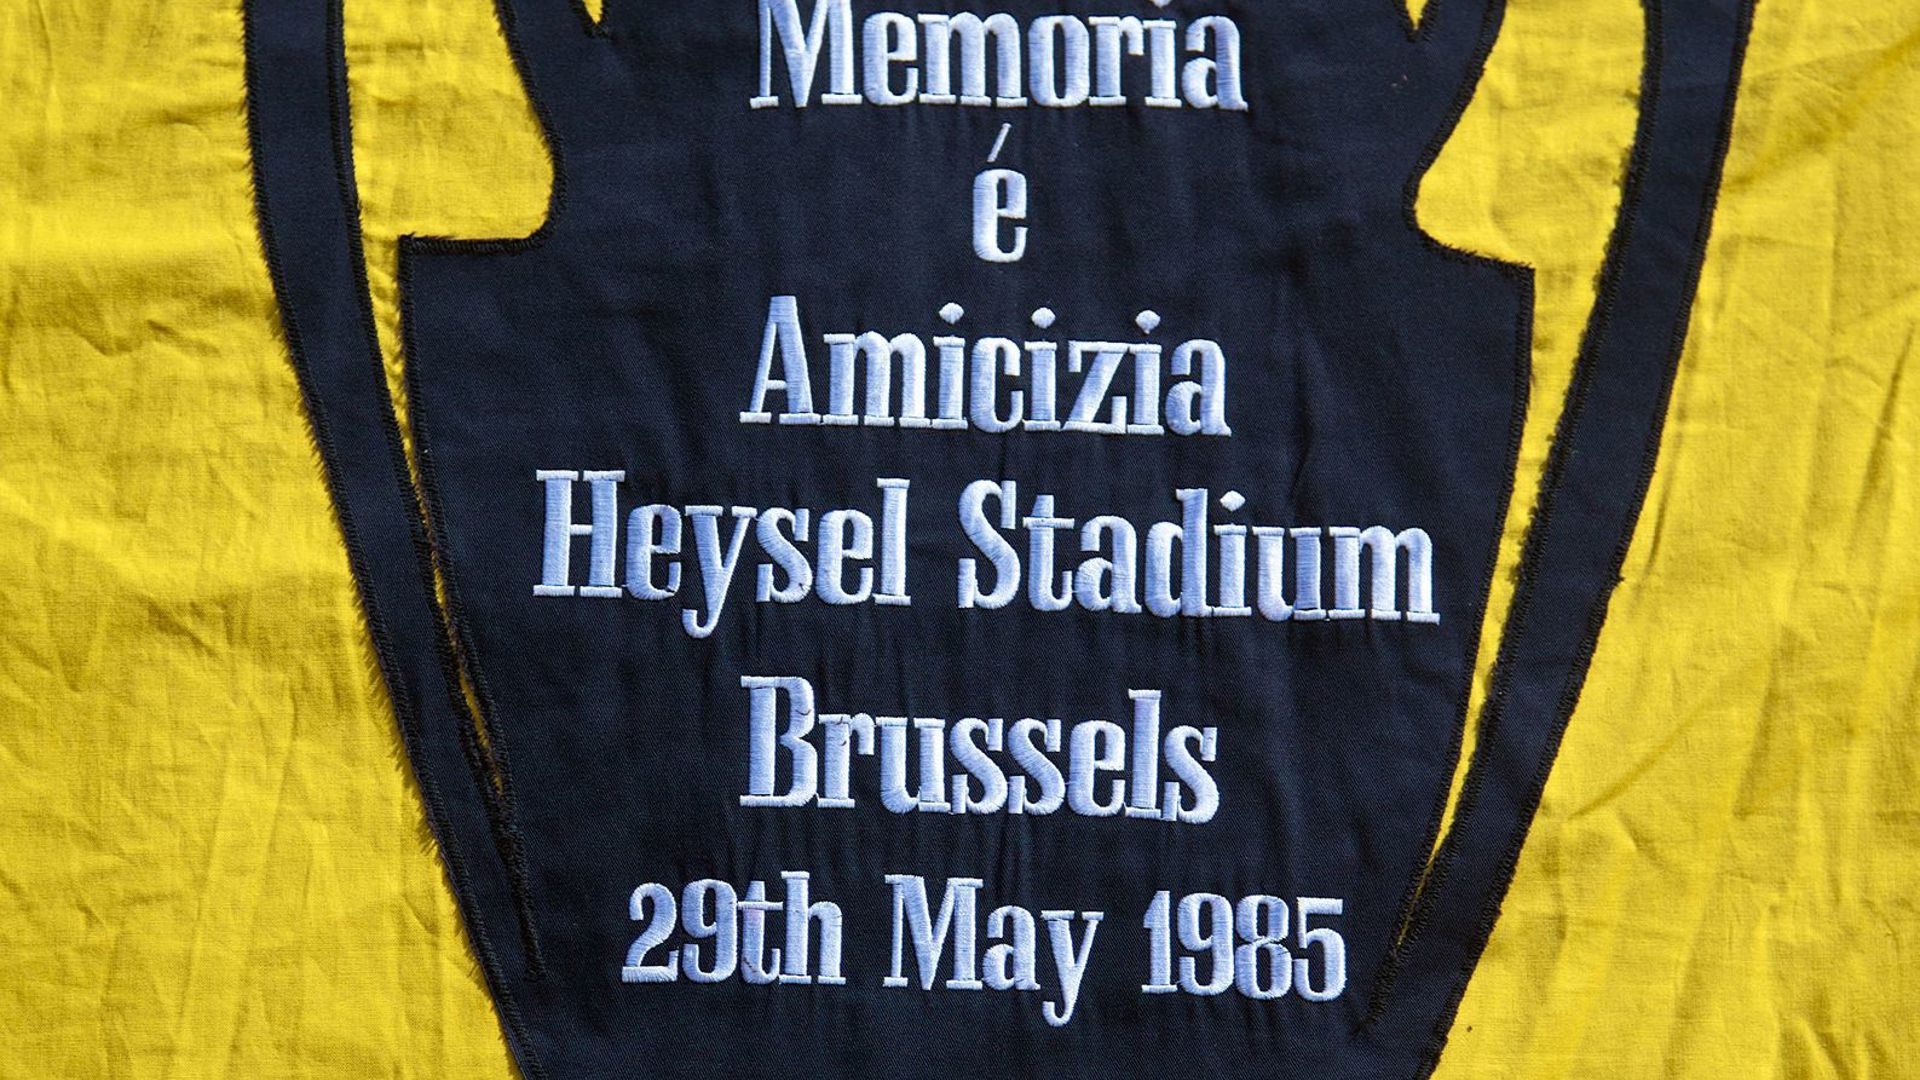 Memoria
é
Amicizia
Heysel Stadium
Brussels
29th May 1985